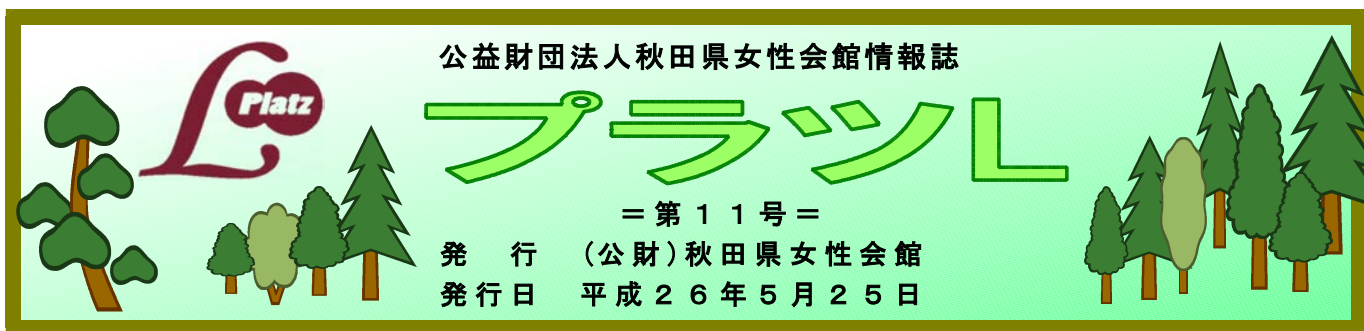 公益財団法人秋田県女性会館情報誌
L Platz
プラツL
＝第１１号＝
発　行　（公財）秋田県女性会館
発行日　平成２６年５月２５日